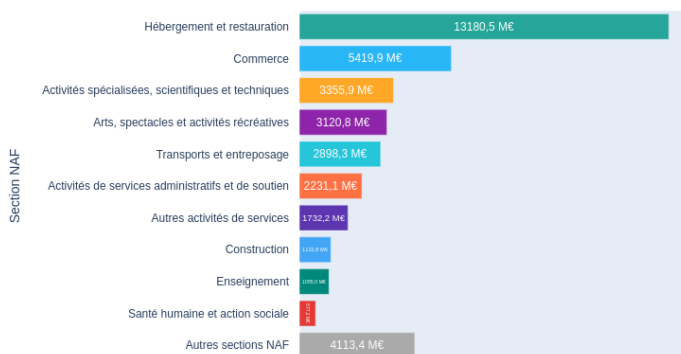 Section NAF
Hébergement et restauration 13180,5 M€
Commerce 5419,9 M€
Activités spécialisées, scientifiques et techniques 3355,9 M€
Arts, spectacles et activités récréatives 3120,8 M€
Transports et entreposage 2898,3 M€
Activités de services administratifs et de soutien 2231,1 M€
Autres activités de services 1732,2 M€
Construction
Enseignement
Santé humaine et action sociale
Autres sections NAF 4113,4 M€